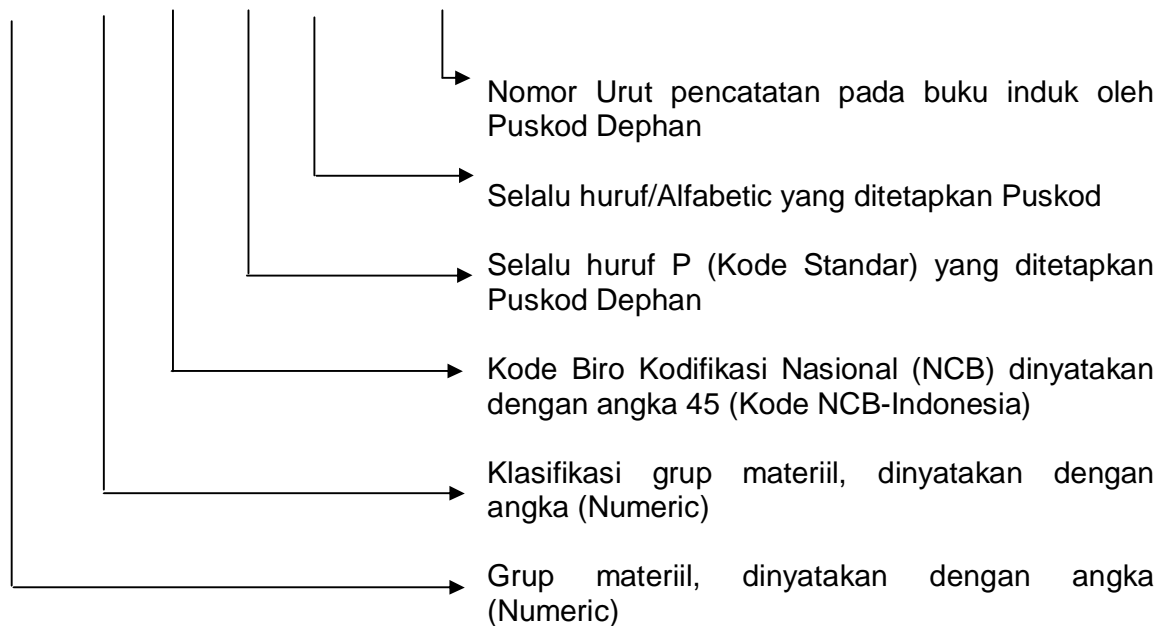 Nomor Urut pencatatan pada buku induk oleh
Puskod Dephan
Selalu huruf/Alfabetic yang ditetapkan Puskod
Selalu huruf P (Kode Standar) yang ditetapkan
Puskod Dephan
Kode Biro Kodifikasi Nasional (NCB) dinyatakan
dengan angka 45 (Kode NCB-Indonesia)
Klasifikasi grup materiil, dinyatakan dengan
angka (Numeric)
Grup materiil, dinyatakan dengan angka
(Numeric)